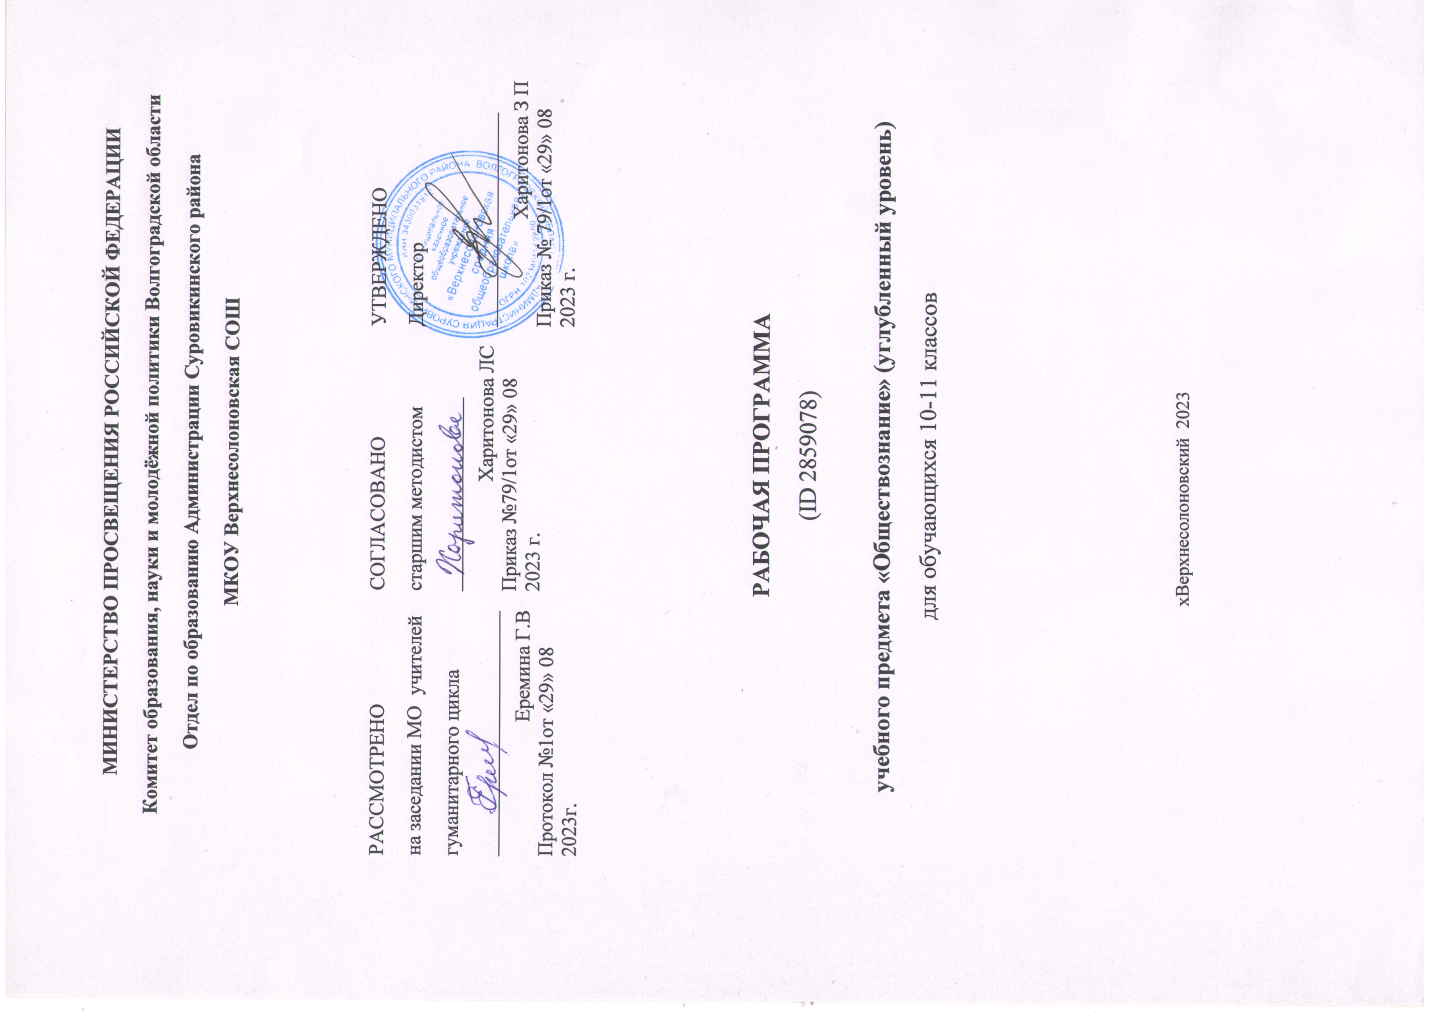 МИНИСТЕРСТВО ПРОСВЕЩЕНИЯ РОССИЙСКОЙ ФЕДЕРАЦИИ
Комитет образования, науки и молодёжной политики Волгоградской области
Отдел по образованию Администрации Суровикинского района
МКОУ Верхнесолоновская СОШ
РАССМОТРЕНО
на заседании МО учителей
гуманитарного цикла
Еремина Г.В
Протокол №1от «29» 08
2023г.
СОГЛАСОВАНО
старшим методистом
Харитонова ЛС
Приказ №79/1от «29» 08
2023 г.
УТВЕРЖДЕНО
Директор
Харитонова З П
Приказ № 79/1от «29» 08
2023 г.
РАБОЧАЯ ПРОГРАММА
(ID 2859078)
учебного предмета «Обществознание» (углубленный уровень)
для обучающихся 10-11 классов
хВерхнесолоновский 2023